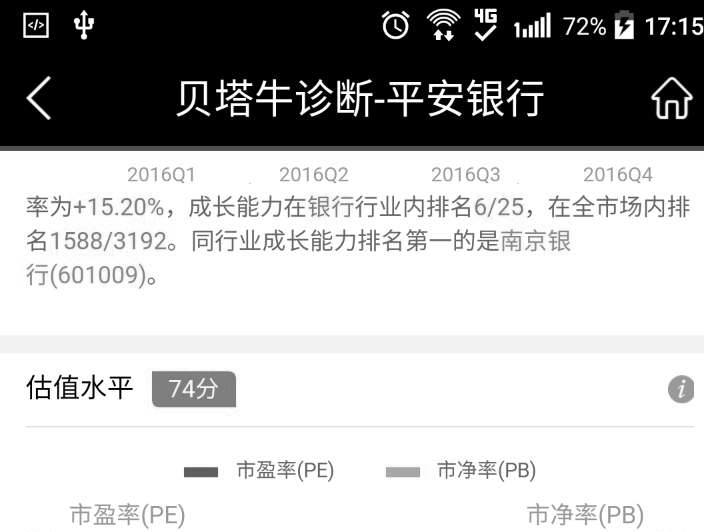 4G
72%
17:15
贝塔牛诊断-平安银行
2016Q1 2016Q2 2016Q3 2016Q4
率为+15.20%，成长能力在银行行业内排名6/25，在全市场内排
名1588/3192。同行业成长能力排名第一的是南京银
行(601009)。
估值水平 74分
市盈率(PE) 市净率(PB)
市盈率(PE) 市净率(PB)